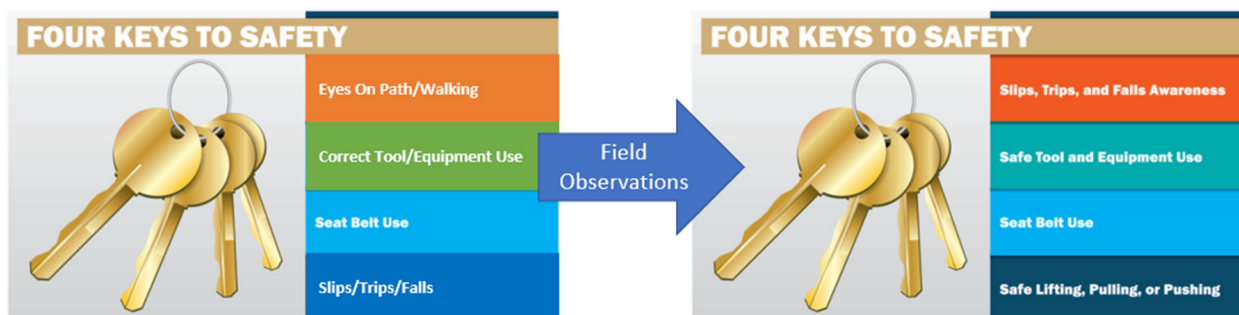 FOUR KEYS TO SAFETY
Eyes On Path/Walking
Correct Tool/Equipment Use
Seat Belt Use
Slips/Trips/Falls
Field
Observations
FOUR KEYS TO SAFETY
Slips, Trips, and Falls Awareness
Safe Tool and Equipment Use
Seat Belt Use
Safe Lifting, Pulling, or Pushing